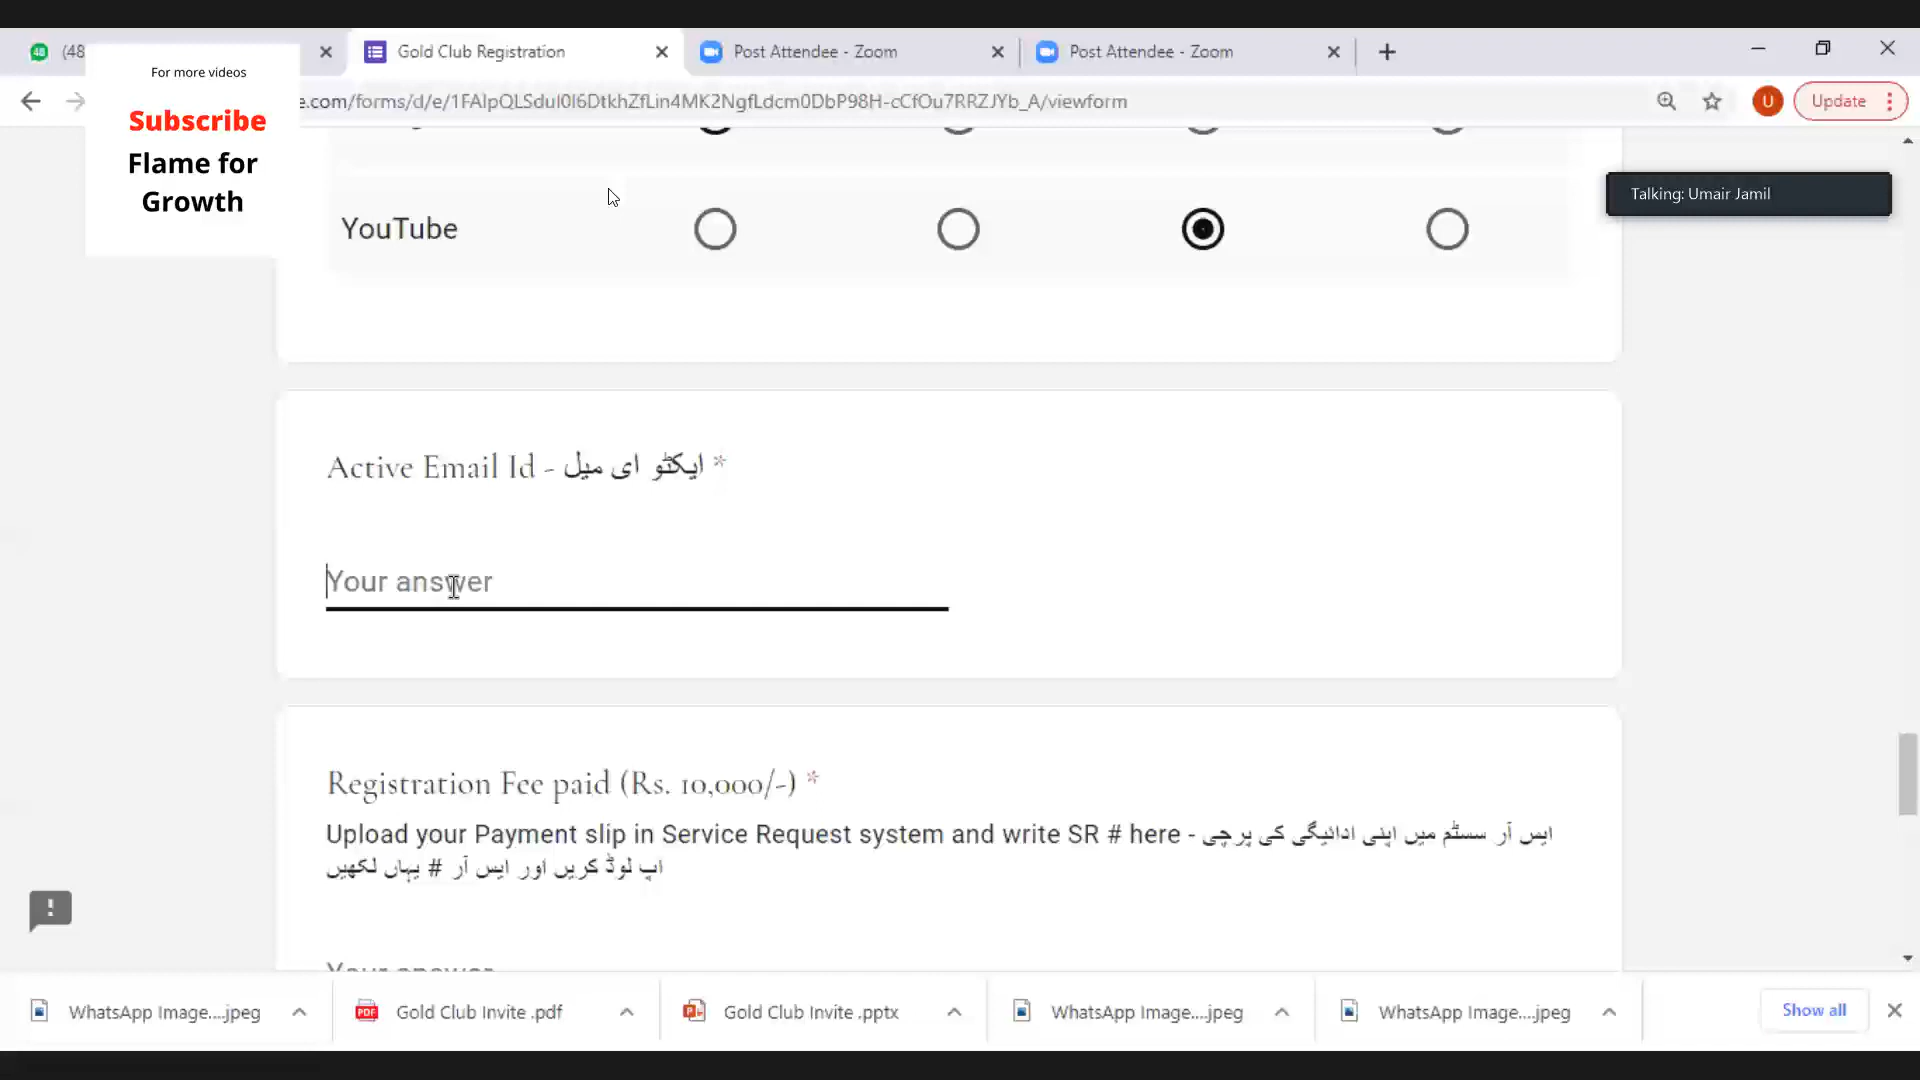 (48
Gold Club Registration
Post Attendee - Zoom
Post Attendee - Zoom
For more videos
Subscribe
Flame for
Growth
e.com/forms/d/e/1FAIpQLSduI0I6DtkhZfLin4MK2NgfLdcm0DbP98H-cCfOu7RRZJYb_A/viewform
U
Update
Talking: Umair Jamil
YouTube
Active Email Id - ایکٹو ای میل *
Your answer
Registration Fee paid (Rs. 10,000/-) *
Upload your Payment slip in Service Request system and write SR # here - ایس آر سسٹم میں اپنی ادائیگی کی پرچی
اپ لوڈ کریں اور ایس آر # یہاں لکھیں
Your answer
WhatsApp Image....jpeg
Gold Club Invite .pdf
Gold Club Invite .pptx
WhatsApp Image....jpeg
WhatsApp Image....jpeg
Show all